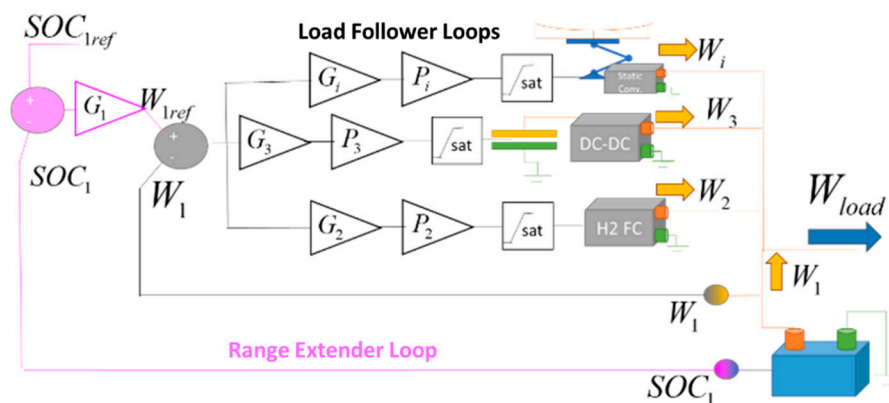 SOC1ref
Load Follower Loops
Gi
Pi
sat
Static
Conv.
Wi
G1
W1ref
+
-
+
-
G3
P3
sat
DC-DC
W3
SOC1
W1
G2
P2
sat
H2 FC
W2
Wload
W1
W1
Range Extender Loop
SOC1